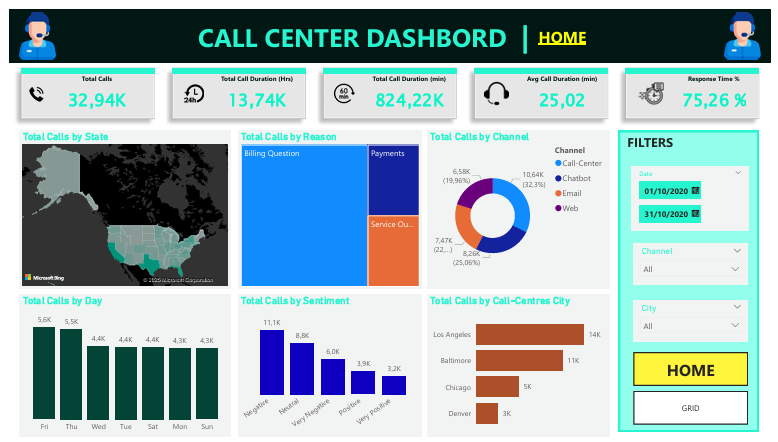 CALL CENTER DASHBORD | HOME
Total Calls
32,94K
24h
Total Call Duration (Hrs)
13,74K
60
min
Total Call Duration (min)
824,22K
Avg Call Duration (min)
25,02
Response Time %
75,26 %
Total Calls by State
Microsoft Bing
© 2025 Microsoft Corporation
Total Calls by Reason
Billing Question
Payments
Service Ou...
Total Calls by Channel
Channel
Call-Center
Chatbot
Email
Web
10,64K
(32,3%)
8,26K
(25,06%)
7,47K
(22,...)
6,58K
(19,96%)
Total Calls by Day
5,6K
5,5K
4,4K
4,4K
4,4K
4,3K
4,3K
Fri
Thu
Wed
Tue
Sat
Mon
Sun
Total Calls by Sentiment
11,1K
8,8K
6,0K
3,9K
3,2K
Negative
Neutral
Very Negative
Positive
Very Positive
Total Calls by Call-Centres City
Los Angeles 14K
Baltimore 11K
Chicago 5K
Denver 3K
FILTERS
Date
01/10/2020
31/10/2020
Channel
All
City
All
HOME
GRID